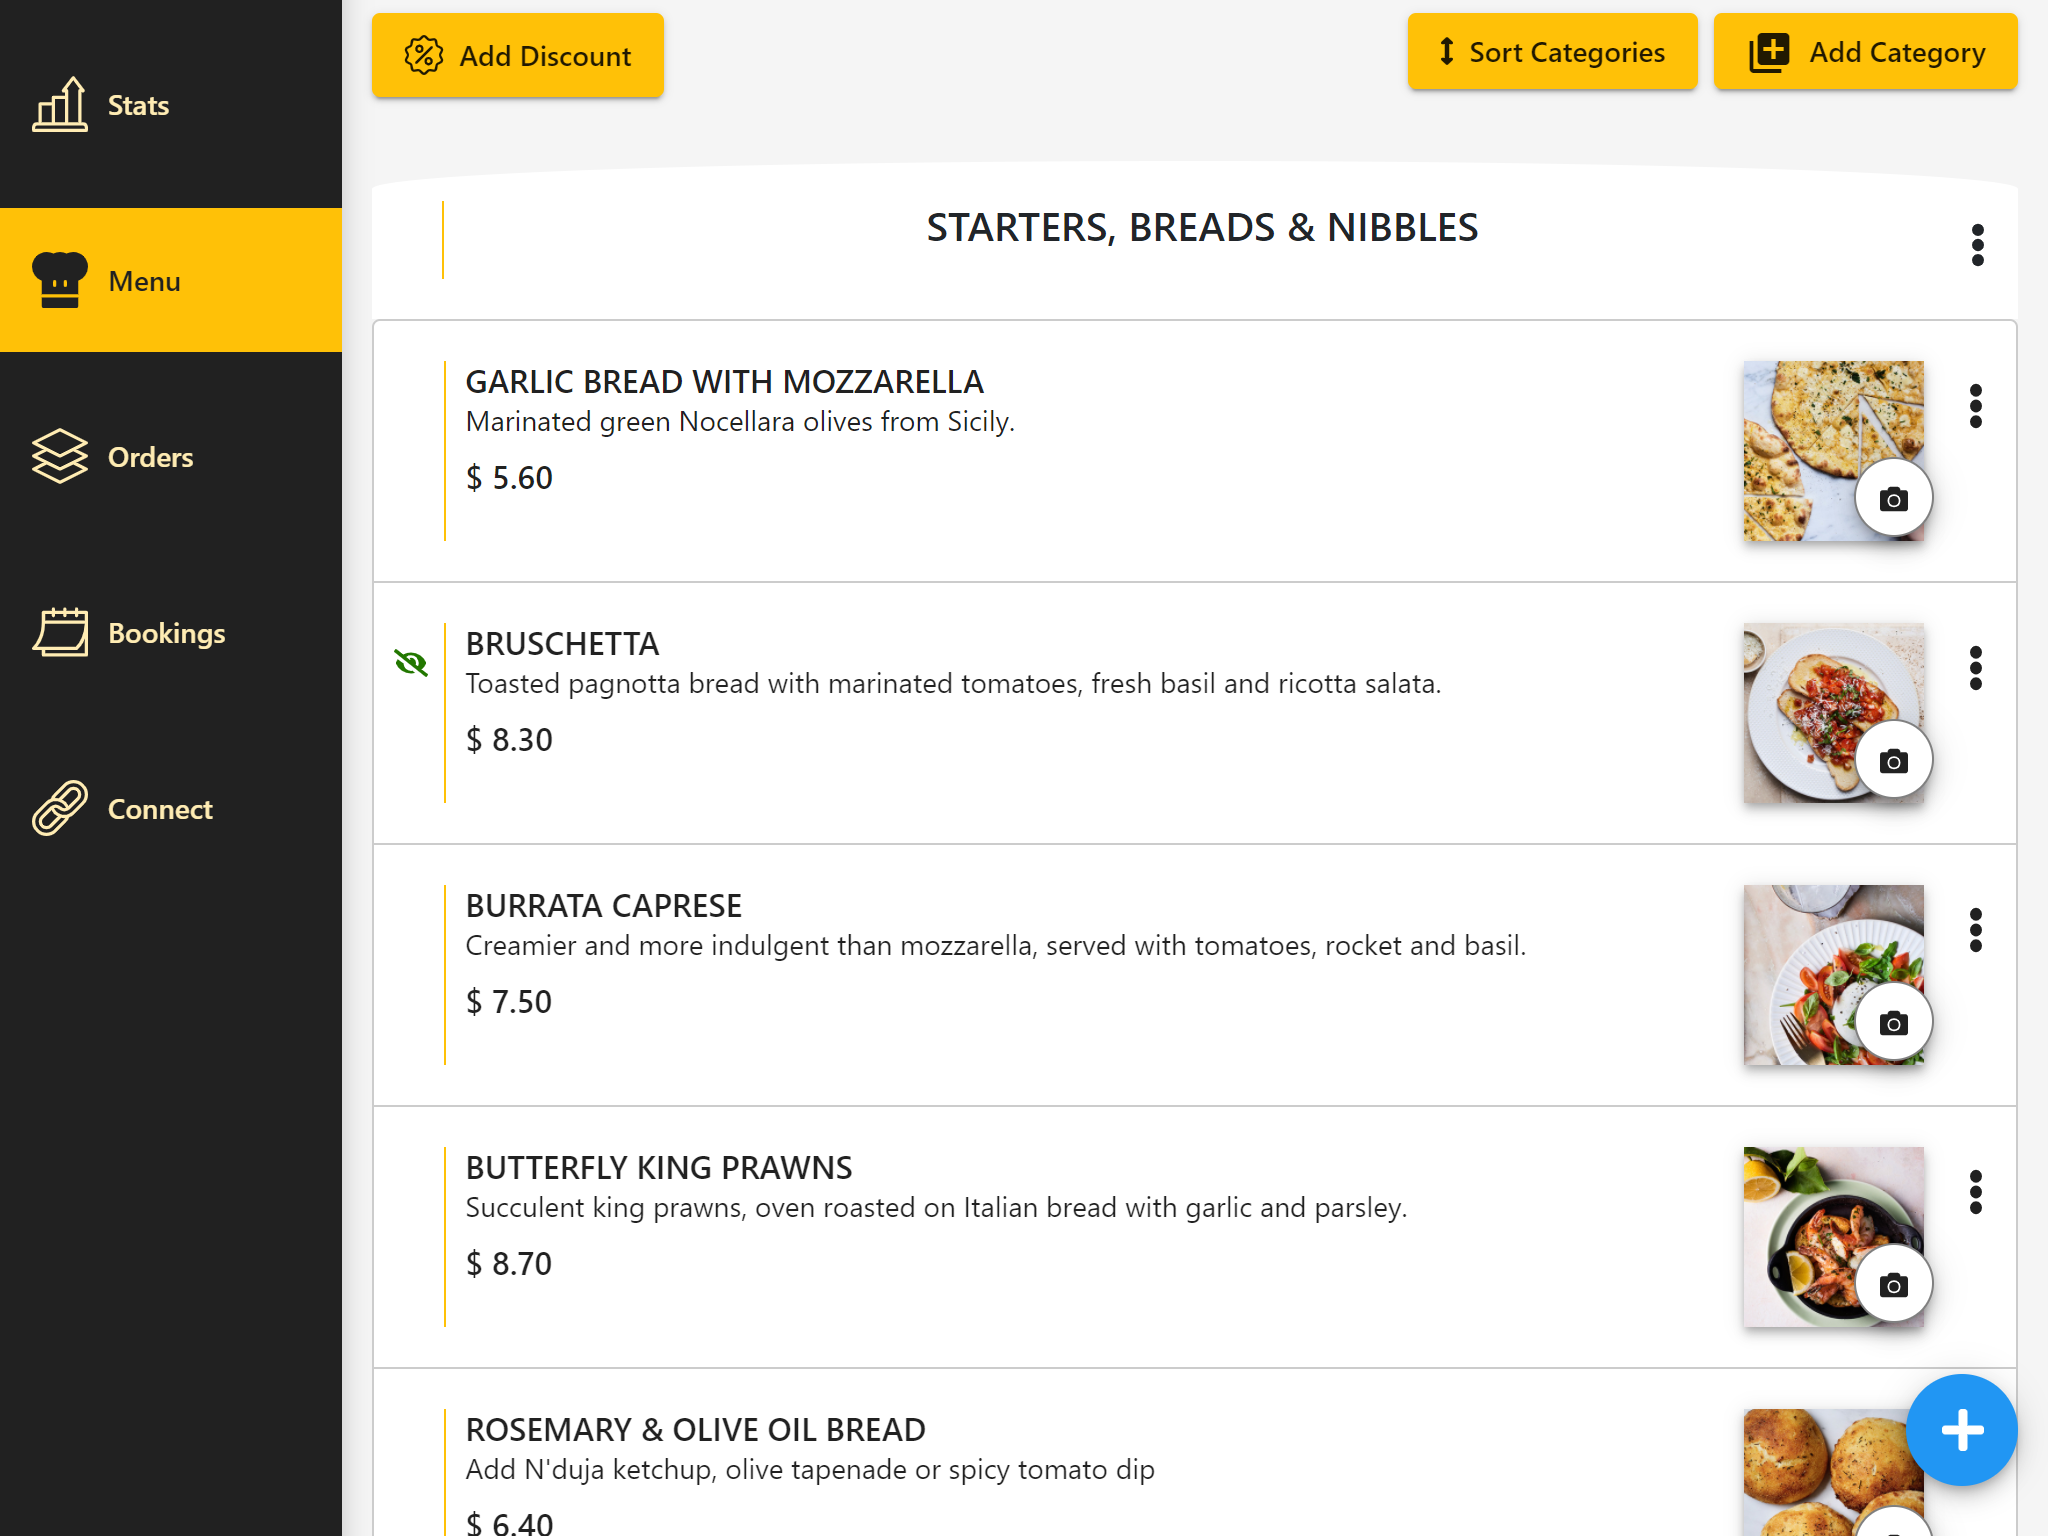 Stats
Menu
Orders
Bookings
Connect
Add Discount
Sort Categories
Add Category
STARTERS, BREADS & NIBBLES
GARLIC BREAD WITH MOZZARELLA
Marinated green Nocellara olives from Sicily.
$ 5.60
BRUSCHETTA
Toasted pagnotta bread with marinated tomatoes, fresh basil and ricotta salata.
$ 8.30
BURRATA CAPRESE
Creamier and more indulgent than mozzarella, served with tomatoes, rocket and basil.
$ 7.50
BUTTERFLY KING PRAWNS
Succulent king prawns, oven roasted on Italian bread with garlic and parsley.
$ 8.70
ROSEMARY & OLIVE OIL BREAD
Add N'duja ketchup, olive tapenade or spicy tomato dip
$ 6.40